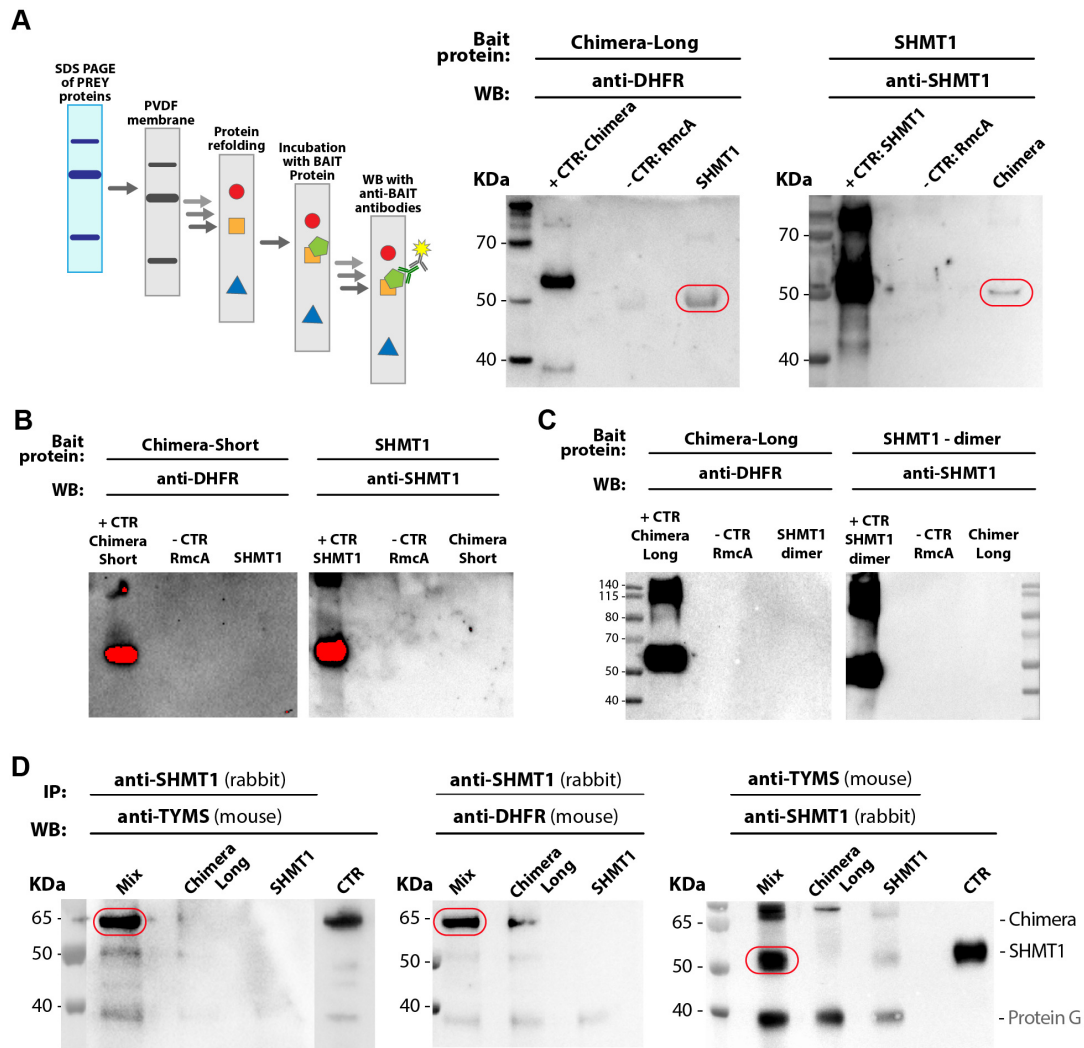 A
SDS PAGE
of PREY
proteins
PVDF
membrane
Protein
refolding
Incubation
with BAIT
Protein
WB with
anti-BAIT
antibodies
Bait
protein:
Chimera-Long
SHMT1
WB:
anti-DHFR
anti-SHMT1
KDa
+ CTR: Chimera
- CTR: RmcA
SHMT1
70 -
50 -
40 -
KDa
+ CTR: SHMT1
- CTR: RmcA
Chimera
70 -
50 -
40 -
B
Bait
protein:
Chimera-Short
SHMT1
WB:
anti-DHFR
anti-SHMT1
+ CTR
Chimera
Short
- CTR
RmcA
SHMT1
+ CTR
SHMT1
- CTR
RmcA
Chimera
Short
C
Bait
protein:
Chimera-Long
SHMT1 - dimer
WB:
anti-DHFR
anti-SHMT1
+ CTR
Chimera
Long
- CTR
RmcA
SHMT1
dimer
+ CTR
SHMT1
dimer
- CTR
RmcA
Chimer
Long
140 -
115 -
80 -
70 -
50 -
40 -
D
IP:
anti-SHMT1 (rabbit)
anti-SHMT1 (rabbit)
anti-TYMS (mouse)
WB:
anti-TYMS (mouse)
anti-DHFR (mouse)
anti-SHMT1 (rabbit)
KDa
Mix
Chimera
Long
SHMT1
CTR
65 -
50 -
40 -
KDa
Mix
Chimera
Long
SHMT1
65 -
50 -
40 -
KDa
Mix
Chimera
Long
SHMT1
CTR
65 -
50 -
40 -
- Chimera
- SHMT1
- Protein G